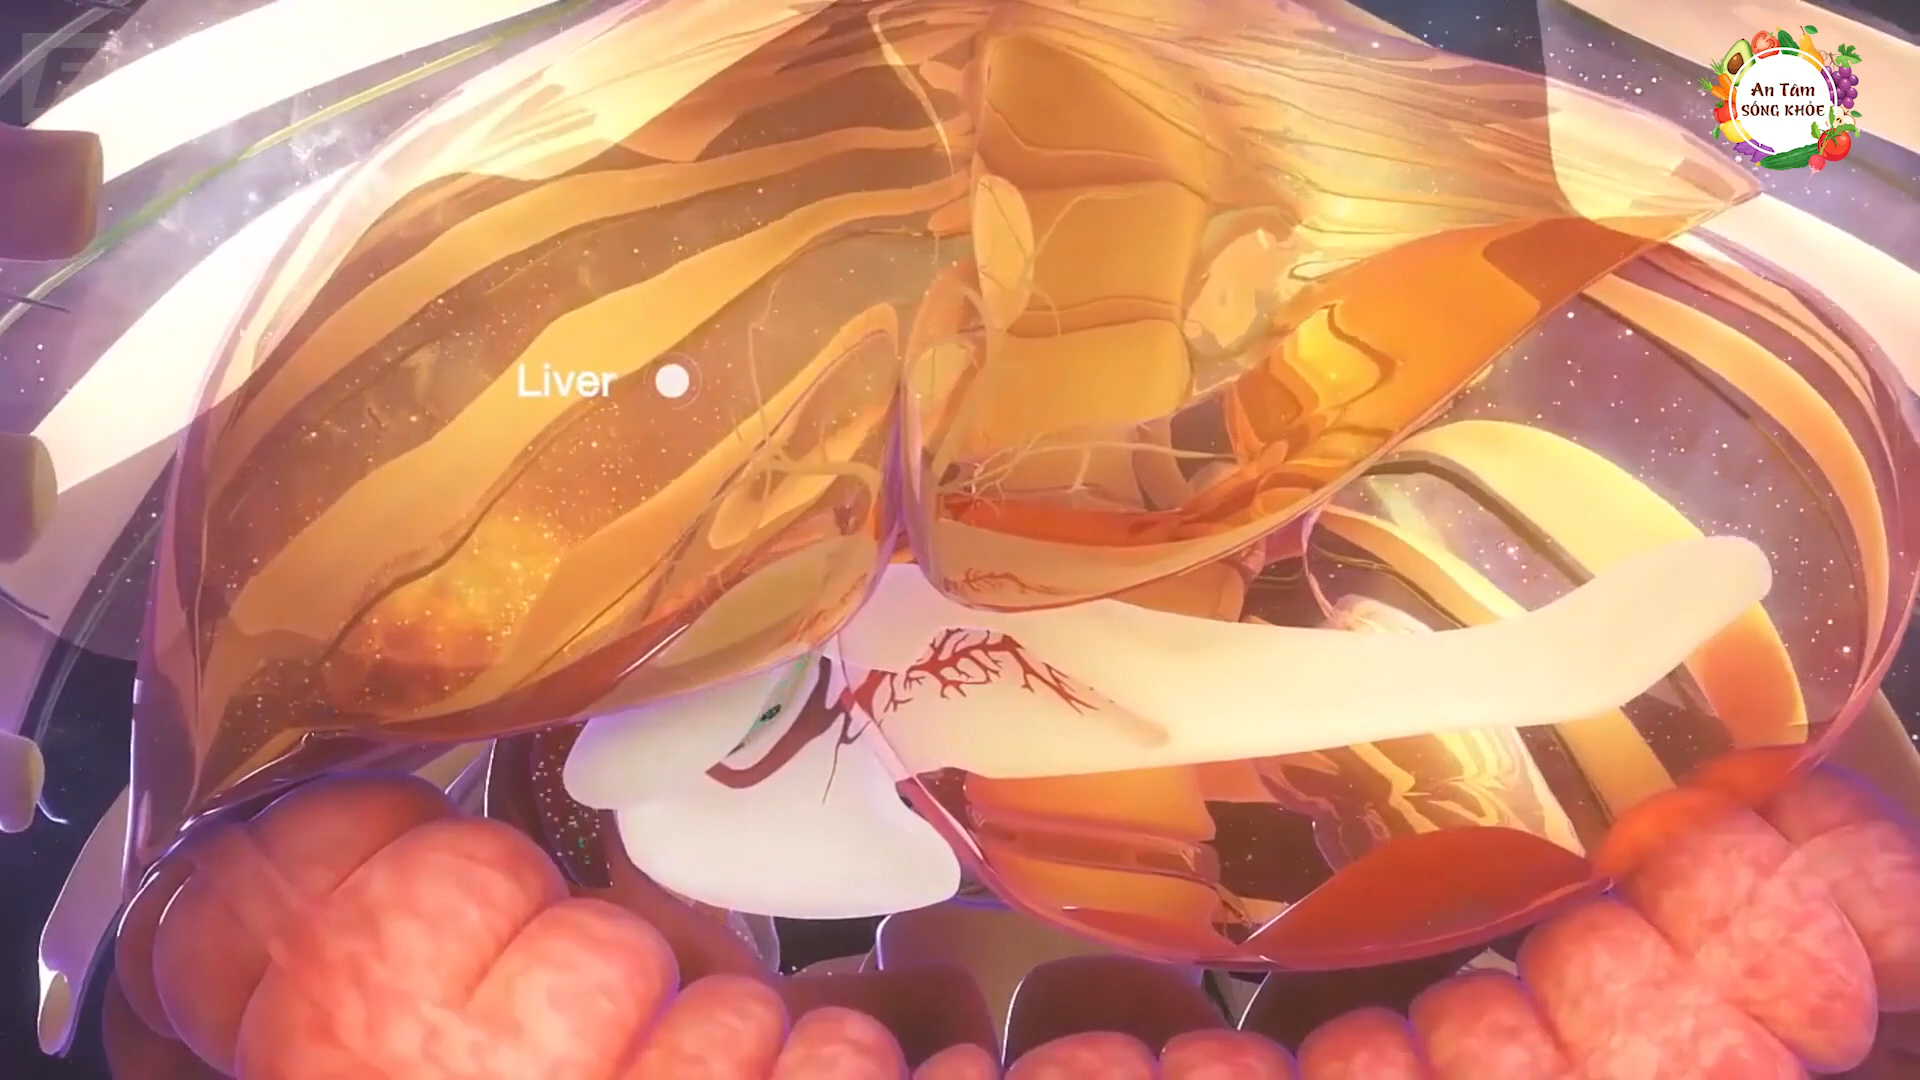 An Tâm
SỐNG KHỎE
Liver